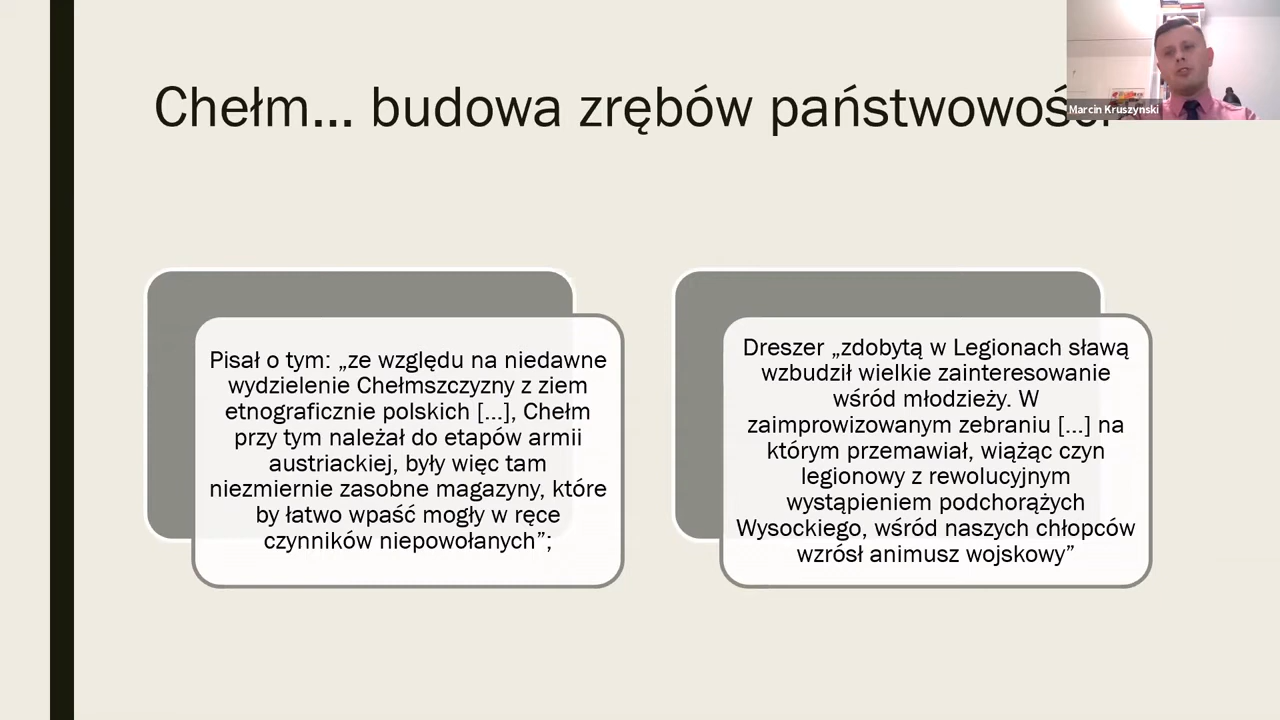 Chełm... budowa zrębów
Marcin Kruszyński
Pisał o tym: „ze względu na niedawne
wydzielenie Chełmszczyzny z ziem
etnograficznie polskich [...], Chełm
przy tym należał do etapów armii
austriackiej, były więc tam
niezmiernie zasobne magazyny, które
by łatwo wpaść mogły w ręce
czynników niepowołanych”;
Dreszer „zdobytą w Legionach sławą
wzbudził wielkie zainteresowanie
wśród młodzieży. W
zaimprowizowanym zebraniu [...] na
którym przemawiał, wiążąc czyn
legionowy z rewolucyjnym
wystąpieniem podchorążych
Wysockiego, wśród naszych chłopców
wzrósł animusz wojskowy”